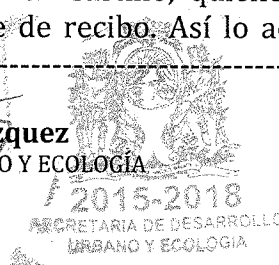 de recibo. Así lo a
zquez
O Y ECOLOGÍA
2015-2018
SECRETARIA DE DESARROLLO
URBANO Y ECOLOGIA